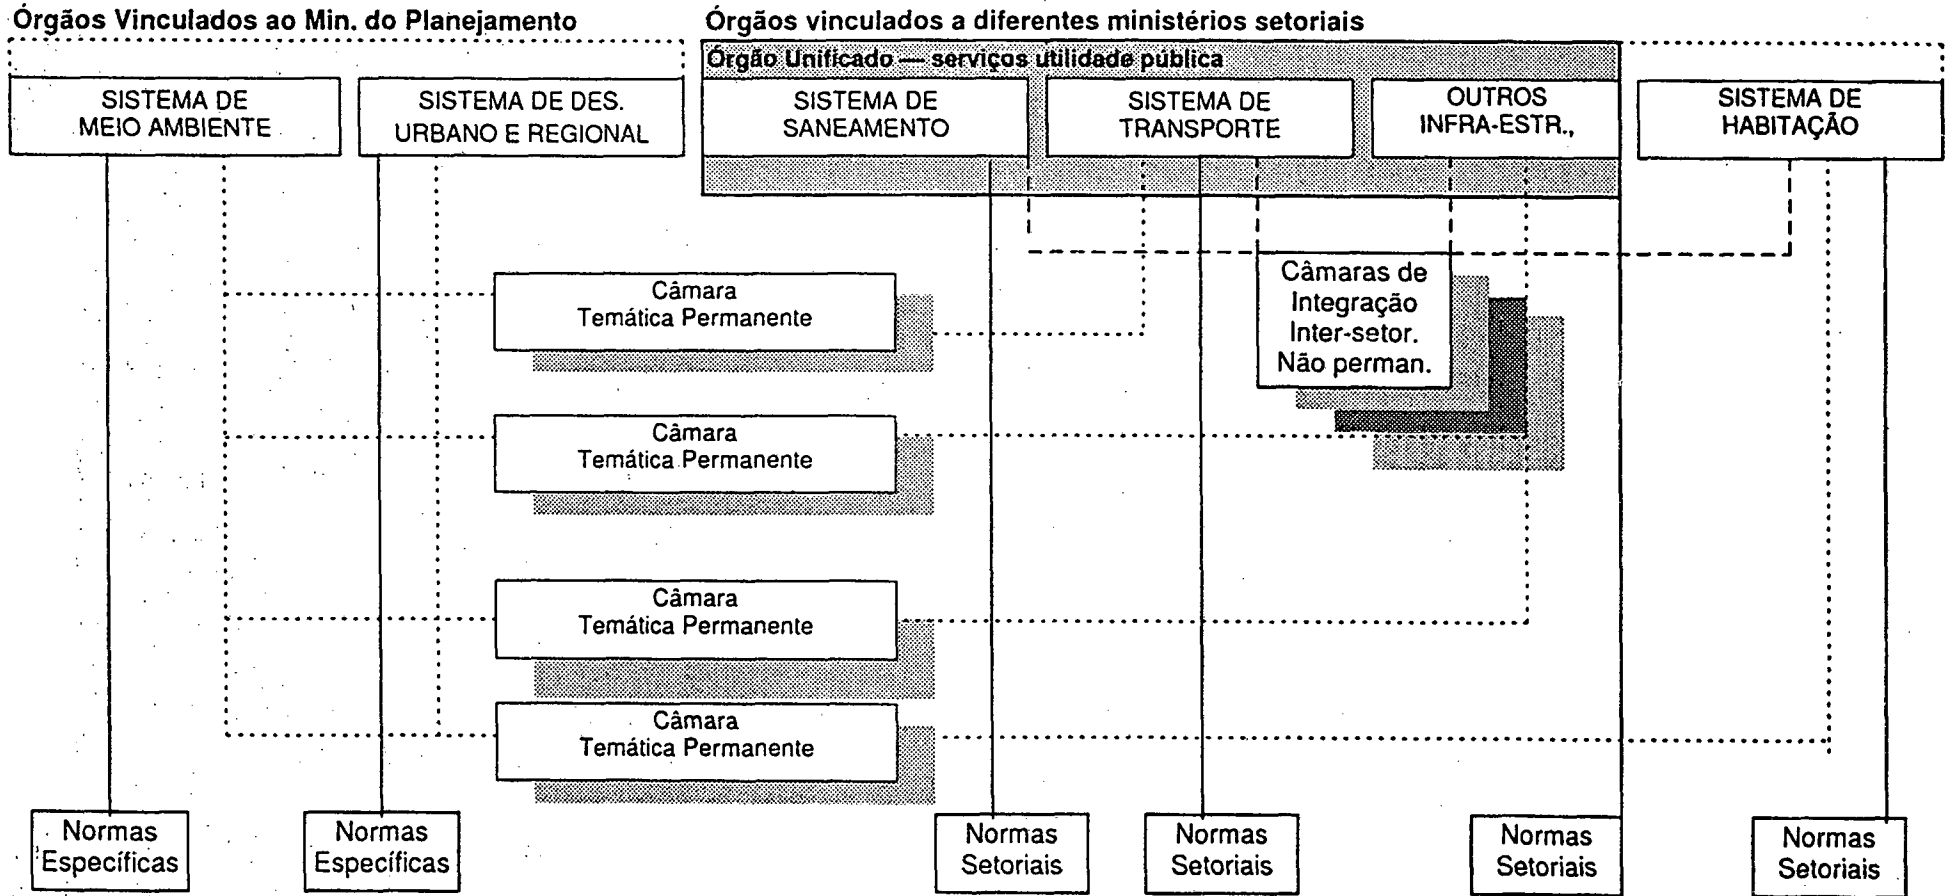 Órgãos Vinculados ao Min. do Planejamento
Órgãos vinculados a diferentes ministérios setoriais
Órgão Unificado — serviços utilidade pública
SISTEMA DE
MEIO AMBIENTE
SISTEMA DE DES.
URBANO E REGIONAL
SISTEMA DE
SANEAMENTO
SISTEMA DE
TRANSPORTE
OUTROS
INFRA-ESTR.,
SISTEMA DE
HABITAÇÃO
Câmaras de
Integração
Inter-setor.
Não perman.
Câmara
Temática Permanente
Câmara
Temática Permanente
Câmara
Temática Permanente
Câmara
Temática Permanente
Normas
Específicas
Normas
Específicas
Normas
Setoriais
Normas
Setoriais
Normas
Setoriais
Normas
Setoriais